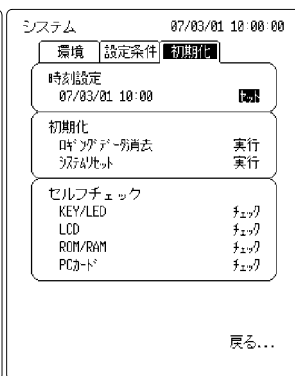 システム 07/03/01 10:00:00
環境 設定条件 初期化
時刻設定
07/03/01 10:00 ｾｯﾄ
初期化
ﾛｷﾞﾝｸﾞﾃﾞｰﾀ消去 実行
ｼｽﾃﾑﾘｾｯﾄ 実行
セルフチェック
KEY/LED ﾁｪｯｸ
LCD ﾁｪｯｸ
ROM/RAM ﾁｪｯｸ
PCｶｰﾄﾞ ﾁｪｯｸ
戻る...